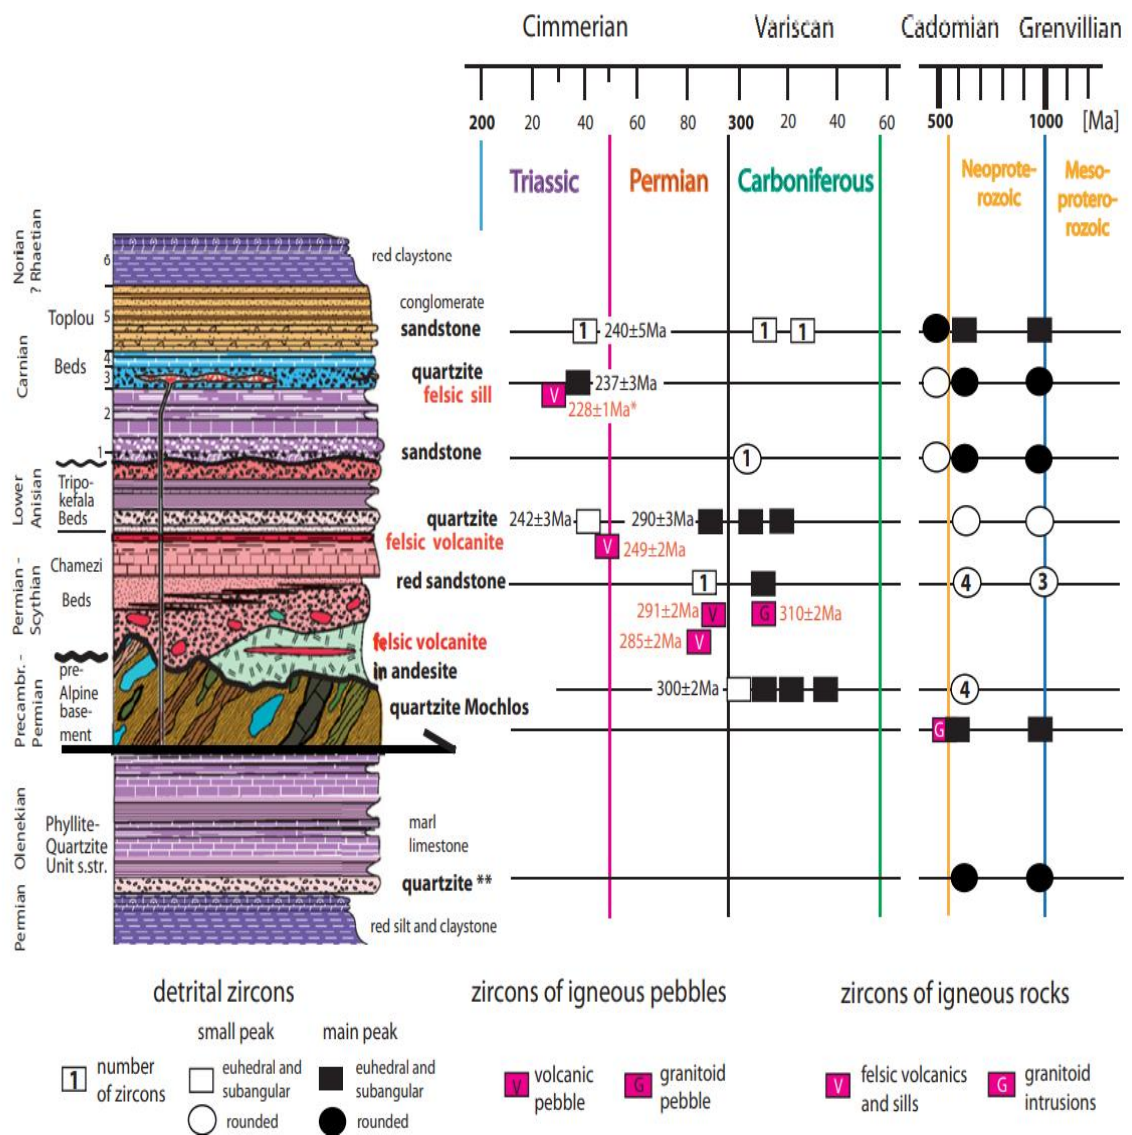 Cimmerian Variscan Cadomian Grenvillian
200 20 40 60 80 300 20 40 60 500 1000 [Ma]
Triassic Permian Carboniferous
Neoprote-
rozoic
Meso-
protero-
rozoic
Norian
? Rhaetian
6
red claystone
Carnian
Toplou
Beds
5
4
3
2
1
conglomerate
sandstone
1 240±5Ma 1 1
quartzite
237±3Ma
felsic sill
V
228±1Ma*
sandstone
1
Lower
Anisian
Tripo-
kefala
Beds
quartzite
242±3Ma 290±3Ma
felsic volcanite
V 249±2Ma
Permian -
Scythian
Chamezi
Beds
red sandstone
1 4 3
291±2Ma V G 310±2Ma
285±2Ma V
felsic volcanite
in andesite
Precambr. -
Permian
pre-
Alpine
base-
ment
300±2Ma 4
quartzite Mochlos
G
Olenekian
Phyllite-
Quartzite
Unit s.str.
marl
limestone
quartzite **
Permian
red silt and claystone
detrital zircons
small peak main peak
1 number
of zircons
euhedral and
subangular
euhedral and
subangular
rounded
rounded
zircons of igneous pebbles
V volcanic
pebble
G granitoid
pebble
zircons of igneous rocks
V felsic volcanics
and sills
G granitoid
intrusions